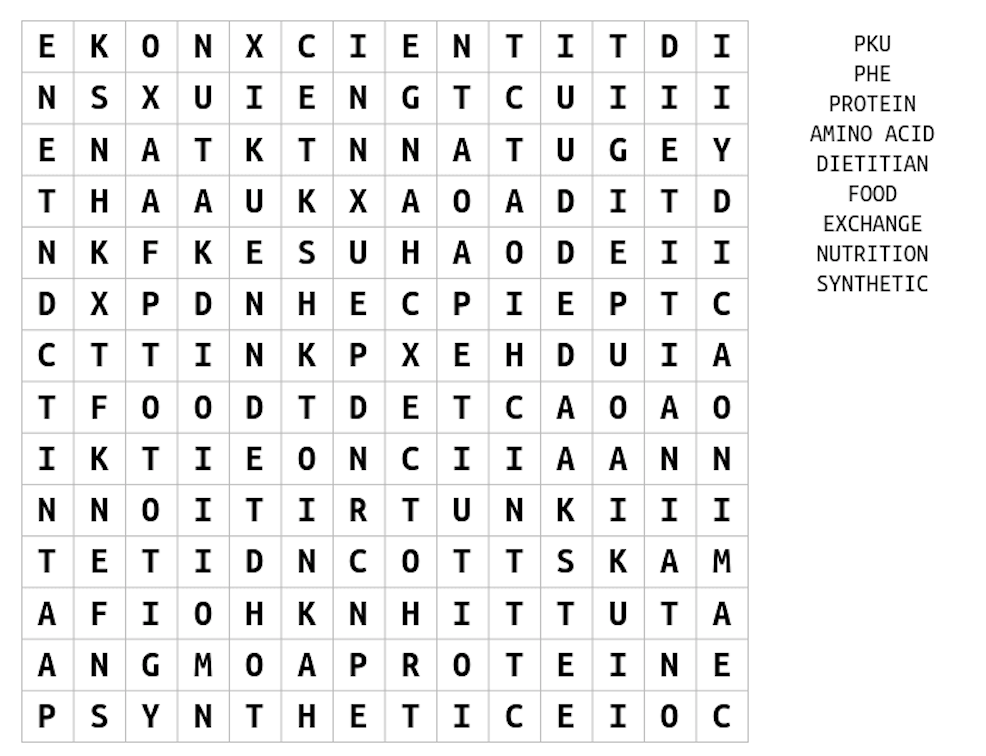 E K O N X C I E N T I T D I
N S X U I E N G T C U I I I
E N A T K T N N A T U G E Y
T H A A U K X A O A D I T D
N K F K E S U H A O D E I I
D X P D N H E C P I E P T C
C T T I N K P X E H D U I A
T F O O D T D E T C A O A O
I K T I E O N C I I A A N N
N N O I T I R T U N K I I I
T E T I D N C O T T S K A M
A F I O H K N H I T T U T A
A N G M O A P R O T E I N E
P S Y N T H E T I C E I O C
PKU
PHE
PROTEIN
AMINO ACID
DIETITIAN
FOOD
EXCHANGE
NUTRITION
SYNTHETIC